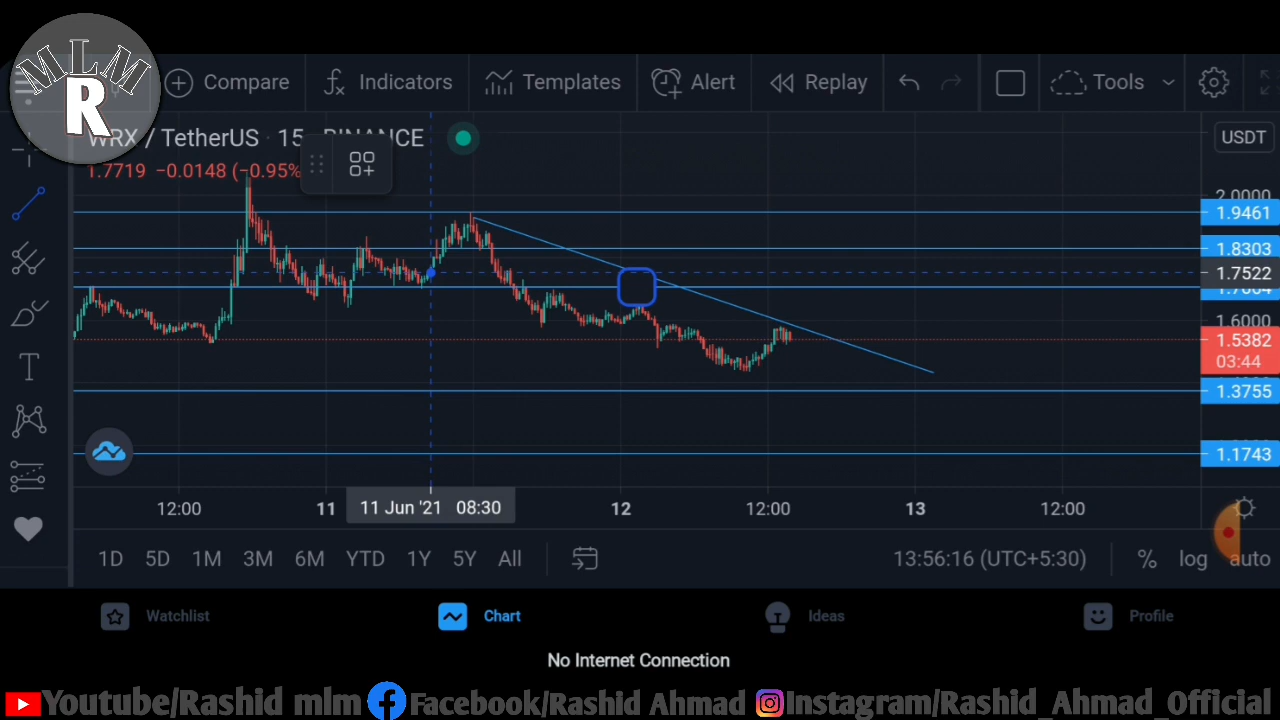 MLM
R
Compare
Indicators
Templates
Alert
Replay
Tools
WRX / TetherUS · 15 · BINANCE
USDT
1.7719 −0.0148 (−0.95%
2.0000
1.9461
1.8303
1.7522
1.6000
1.5382
03:44
1.3755
1.1743
12:00 11 11 Jun '21 08:30 12 12:00 13 12:00
1D 5D 1M 3M 6M YTD 1Y 5Y All 13:56:16 (UTC+5:30) % log auto
Watchlist Chart Ideas Profile
No Internet Connection
Youtube/Rashid mlm Facebook/Rashid Ahmad Instagram/Rashid_Ahmad_Official